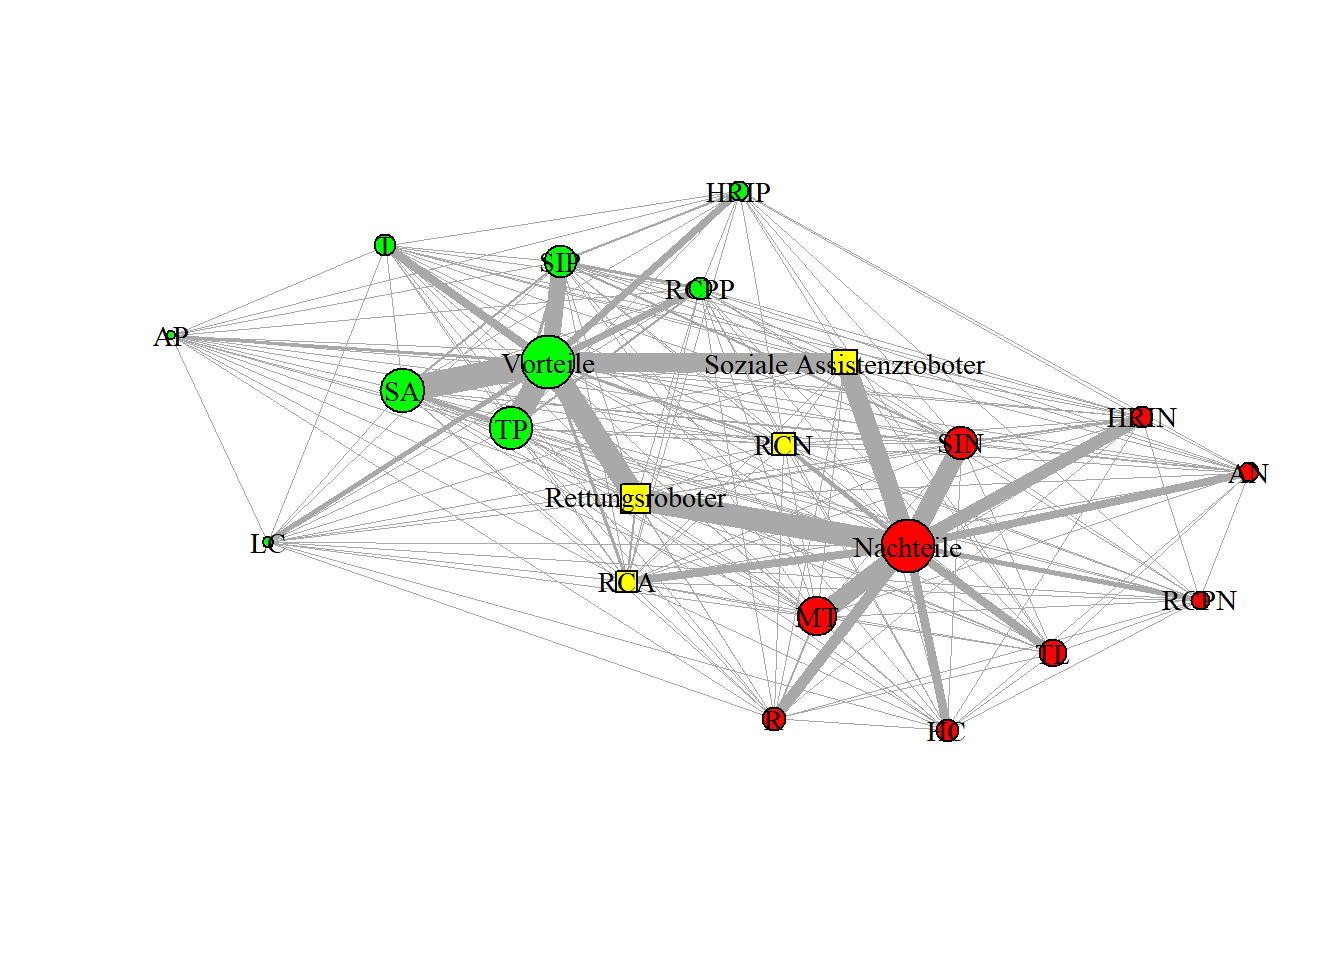 HRIP
I
SIP
RCPP
AP
Vorteile
Soziale Assistenzroboter
SA
HRIN
TP
RCN
SIN
AN
Rettungsroboter
LC
Nachteile
RCA
RCPN
MT
TL
R
HC